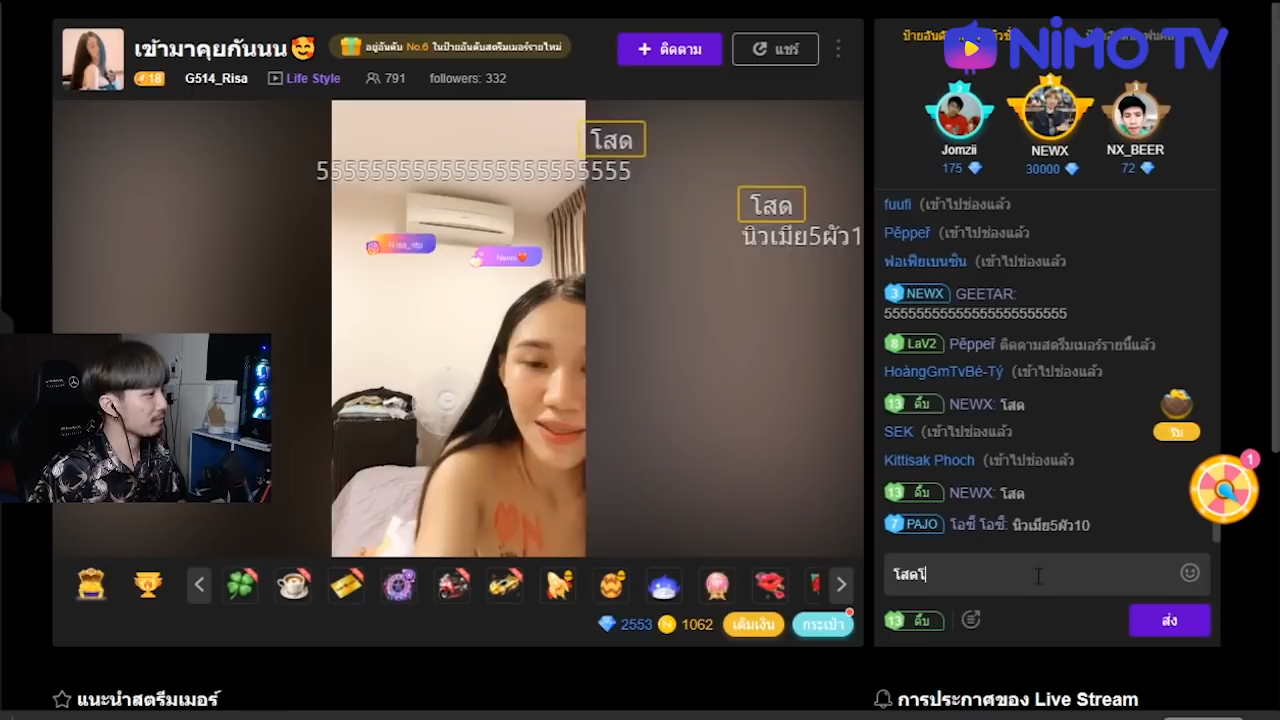 เข้ามาคุยกันนน🥰
อยู่อันดับ No.6 ในป้ายอันดับสตรีมเมอร์รายใหม่
+ ติดตาม
แชร์
18
G514_Risa
Life Style
791
followers: 332
NiMO TV
Jomzii
175
NEWX
30000
NX_BEER
72
โสด
5555555555555555555555
โสด
นิวเมีย5ผัว1
News❤
fuufi (เข้าไปช่องแล้ว
Pěppeř (เข้าไปช่องแล้ว
ฟอเฟียเบนซิน (เข้าไปช่องแล้ว
3 NEWX GEETAR:
5555555555555555555555
8 LaV2 Pěppeř ติดตามสตรีมเมอร์รายนี้แล้ว
HoàngGmTvBé-Tý (เข้าไปช่องแล้ว
13 ดิ้บ NEWX: โสด
SEK (เข้าไปช่องแล้ว
รับ
Kittisak Phoch (เข้าไปช่องแล้ว
1
13 ดิ้บ NEWX: โสด
7 PAJO โอชี๊ โอชี๊: นิวเมีย5ผัว10
โสดโ
13 ดิ้บ
ส่ง
2553
1062
เติมเงิน
กระเป๋า
แนะนำสตรีมเมอร์
การประกาศของ Live Stream